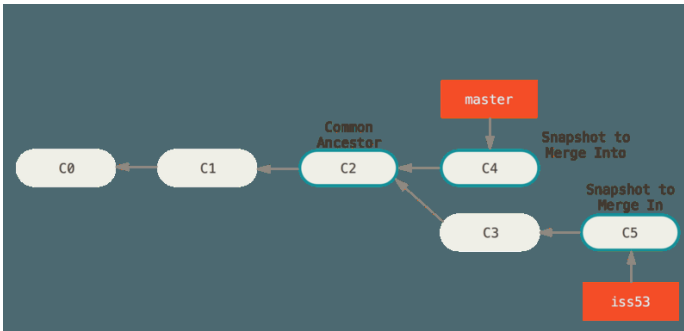 master
Common
Ancestor
Snapshot to
Merge Into
C0
C1
C2
C4
Snapshot to
Merge In
C3
C5
iss53